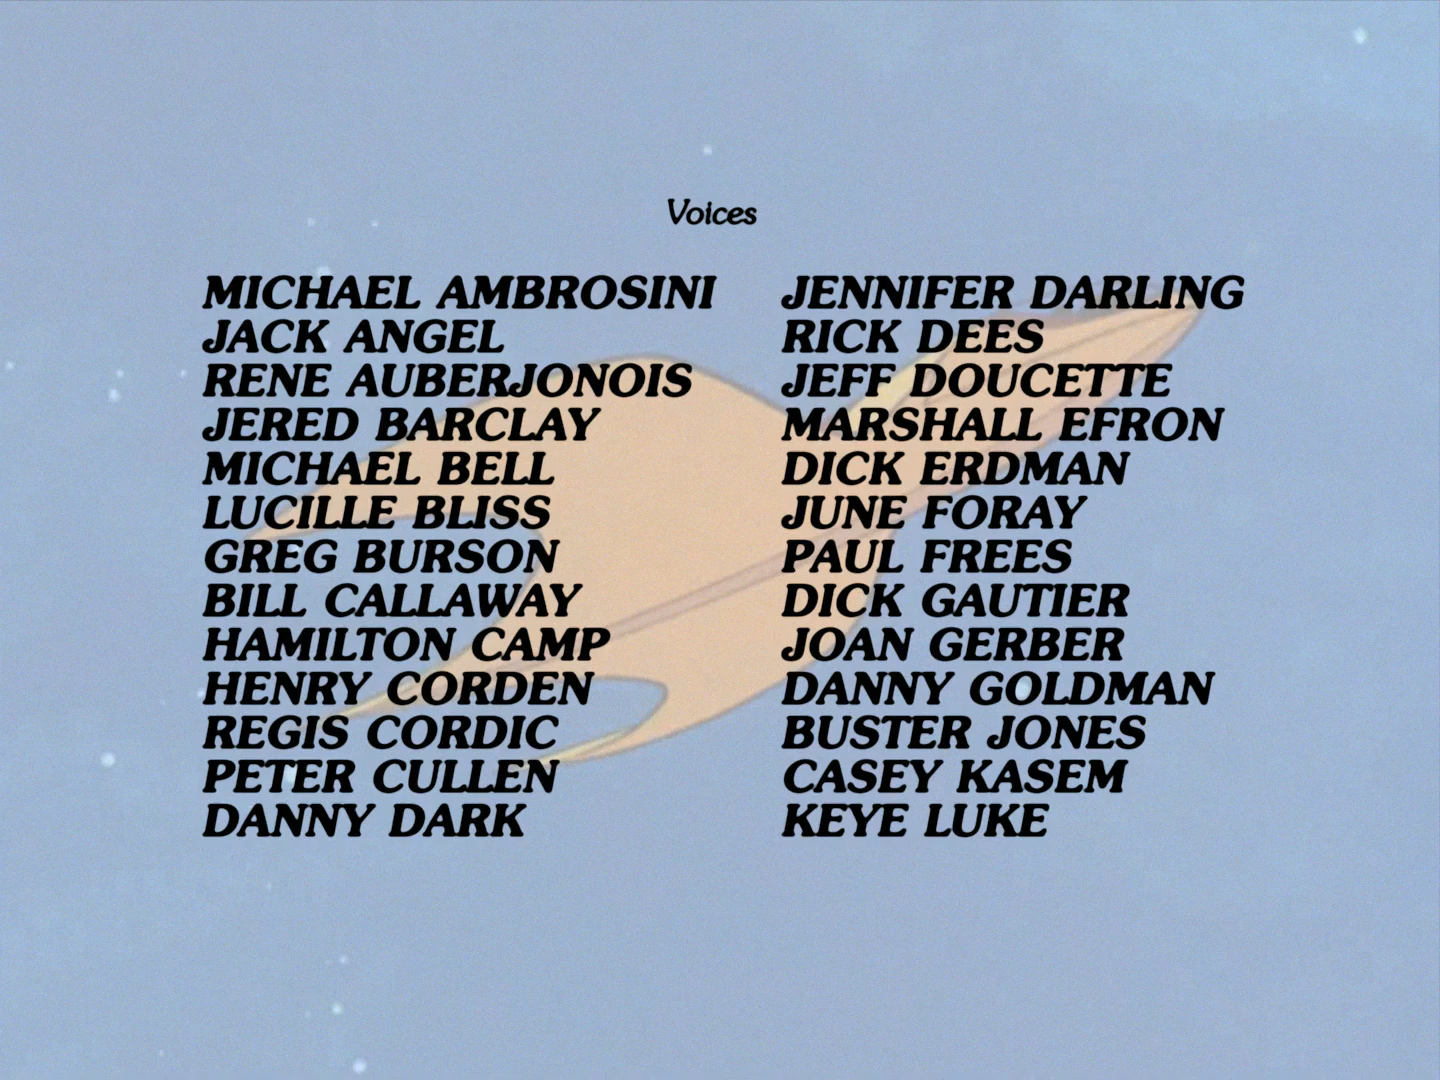 Voices
MICHAEL AMBROSINI
JACK ANGEL
RENE AUBERJONOIS
JERED BARCLAY
MICHAEL BELL
LUCILLE BLISS
GREG BURSON
BILL CALLAWAY
HAMILTON CAMP
HENRY CORDEN
REGIS CORDIC
PETER CULLEN
DANNY DARK
JENNIFER DARLING
RICK DEES
JEFF DOUCETTE
MARSHALL EFRON
DICK ERDMAN
JUNE FORAY
PAUL FREES
DICK GAUTIER
JOAN GERBER
DANNY GOLDMAN
BUSTER JONES
CASEY KASEM
KEYE LUKE